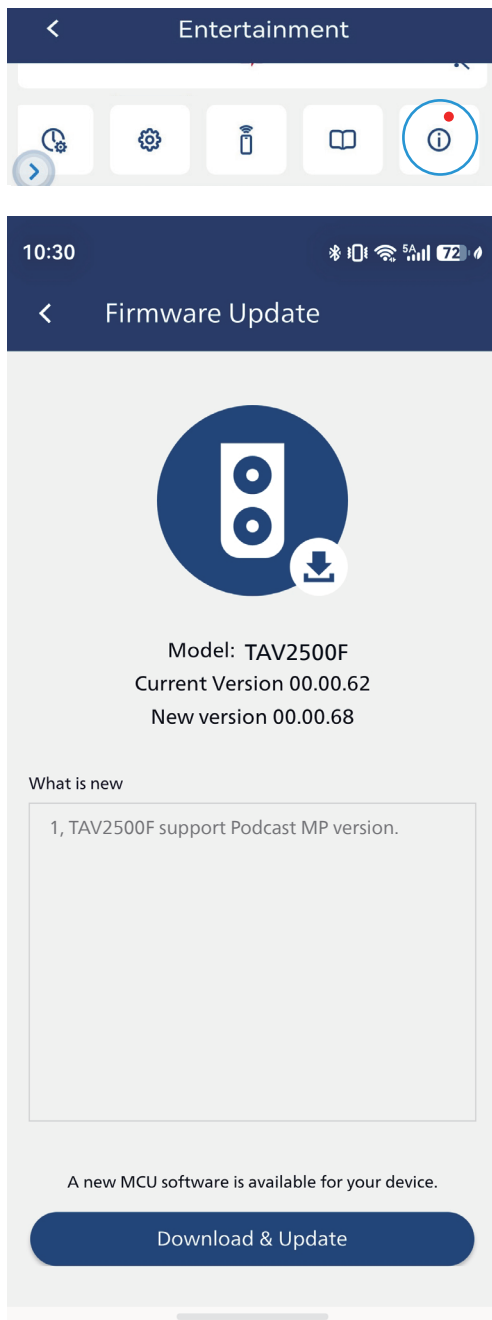 Entertainment
10:30
5A
72
Firmware Update
Model: TAV2500F
Current Version 00.00.62
New version 00.00.68
What is new
1, TAV2500F support Podcast MP version.
A new MCU software is available for your device.
Download & Update